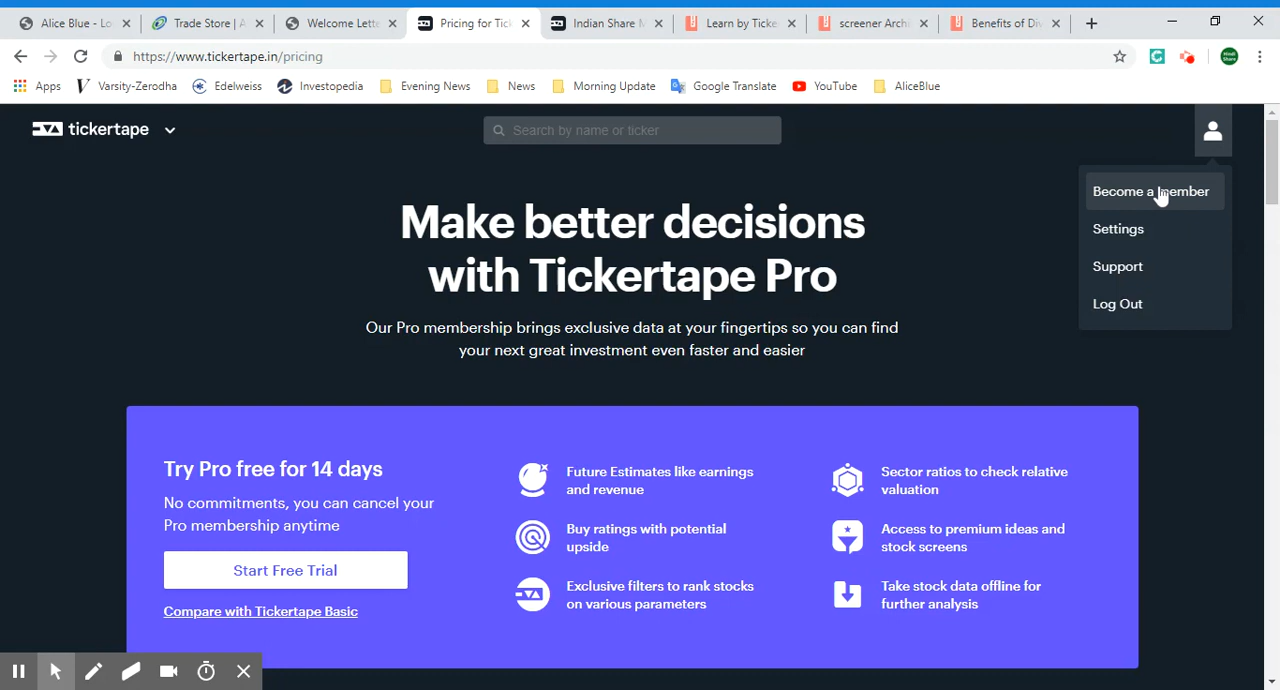 Alice Blue - Lo
Trade Store | A
Welcome Lette
Pricing for Tick
Indian Share M
Learn by Ticke
screener Archi
Benefits of Div
https://www.tickertape.in/pricing
Apps
Varsity-Zerodha
Edelweiss
Investopedia
Evening News
News
Morning Update
Google Translate
YouTube
AliceBlue
tickertape
Search by name or ticker
Become a member
Settings
Support
Log Out
Make better decisions
with Tickertape Pro
Our Pro membership brings exclusive data at your fingertips so you can find
your next great investment even faster and easier
Try Pro free for 14 days
No commitments, you can cancel your
Pro membership anytime
Start Free Trial
Compare with Tickertape Basic
Future Estimates like earnings
and revenue
Buy ratings with potential
upside
Exclusive filters to rank stocks
on various parameters
Sector ratios to check relative
valuation
Access to premium ideas and
stock screens
Take stock data offline for
further analysis